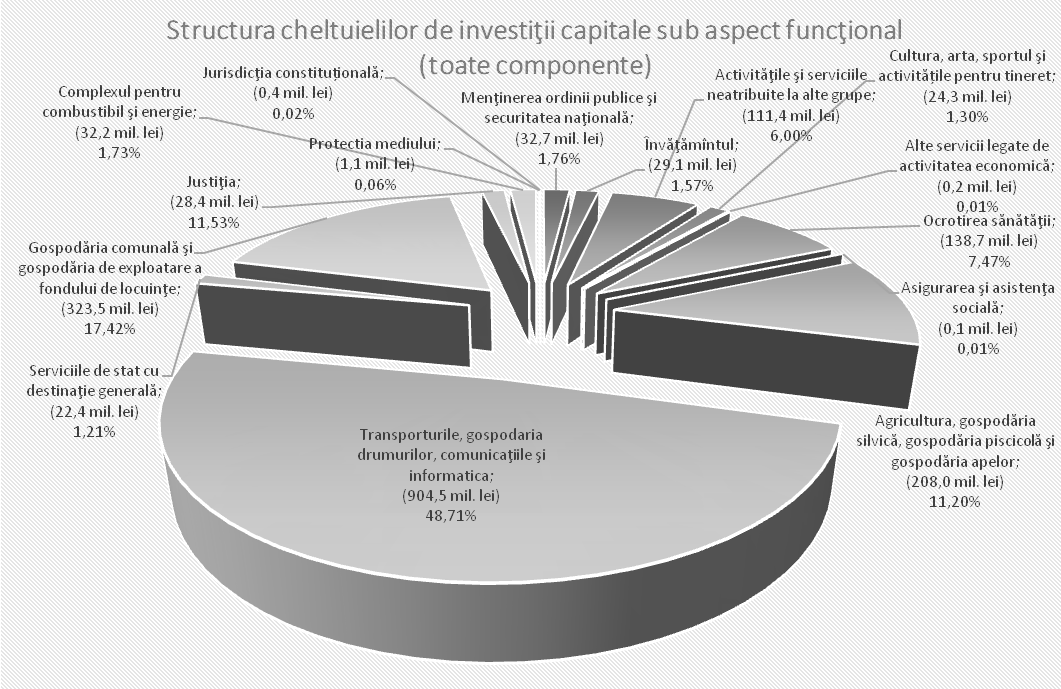 Structura cheltuielilor de investiţii capitale sub aspect funcţional
(toate componente)
Jurisdicţia constituţională;
(0,4 mil. lei)
0,02%
Complexul pentru
combustibil şi energie;
(32,2 mil. lei)
1,73%
Protectia mediului;
(1,1 mil. lei)
0,06%
Justiţia;
(28,4 mil. lei)
11,53%
Gospodăria comunală şi
gospodăria de exploatare a
fondului de locuinţe;
(323,5 mil. lei)
17,42%
Serviciile de stat cu
destinaţie generală;
(22,4 mil. lei)
1,21%
Menţinerea ordinii publice şi
securitatea naţională;
(32,7 mil. lei)
1,76%
Învăţămîntul;
(29,1 mil. lei)
1,57%
Activităţile şi serviciile
neatribuite la alte grupe;
(111,4 mil. lei)
6,00%
Cultura, arta, sportul şi
activităţile pentru tineret;
(24,3 mil. lei)
1,30%
Alte servicii legate de
activitatea economică;
(0,2 mil. lei)
0,01%
Ocrotirea sănătăţii;
(138,7 mil. lei)
7,47%
Asigurarea şi asistenţa
socială;
(0,1 mil. lei)
0,01%
Agricultura, gospodăria
silvică, gospodăria piscicolă şi
gospodăria apelor;
(208,0 mil. lei)
11,20%
Transporturile, gospodaria
drumurilor, comunicaţiile şi
informatica;
(904,5 mil. lei)
48,71%